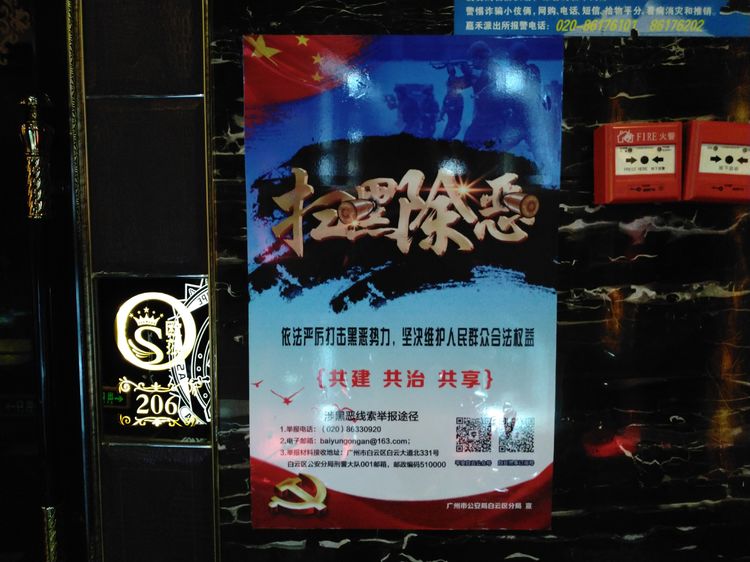 警惕诈骗小伎俩，网购、电话、短信、拾物平分、看病消灾和推销
嘉禾派出所报警电话：020-86176101 86176202
扫黑除恶
依法严厉打击黑恶势力，坚决维护人民群众合法权益
{共建 共治 共享}
涉黑恶线索举报途径
1.举报电话：（020）86330920
2.电子邮箱：baiyungongan@163.com；
3.举报材料接收地址：广州市白云区白云大道北331号
白云区公安分局刑警大队001邮箱，邮政编码510000
广州市公安局白云区分局 宣
FIRE 火警
PRESS HERE
OS
206